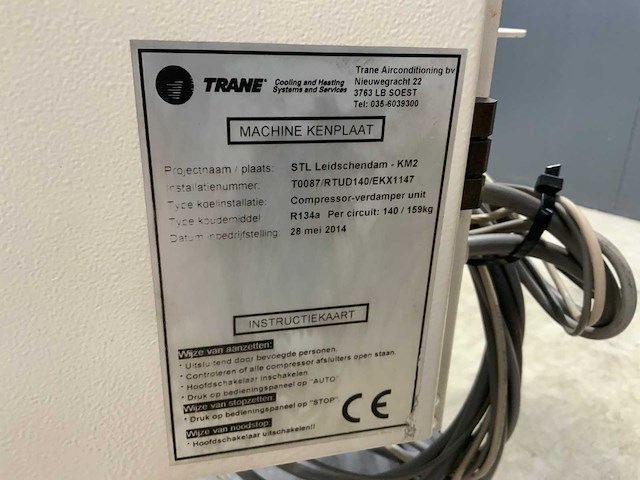 TRANE
Cooling and Heating
Systems and Services
Trane Airconditioning bv
Nieuwegracht 22
3763 LB SOEST
Tel: 035-6039300
MACHINE KENPLAAT
Projectnaam / plaats: STL Leidschendam - KM2
Installatienummer: T0087/RTUD140/EKX1147
Type koelinstallatie: Compressor-verdamper unit
Type koudemiddel R134a Per circuit: 140 / 159kg
Datum inbedrijfstelling: 28 mei 2014
INSTRUCTIEKAART
Wijze van aanzetten:
* Uitsluitend door bevoegde personen.
* Controleren of alle compressor afsluiters open staan.
* Hoofdschakelaar inschakelen.
* Druk op bedieningspaneel op "AUTO"
Wijze van stopzetten:
* Druk op bedieningspaneel op "STOP".
Wijze van noodstop:
* Hoofdschakelaar uitschakelen!!
CE